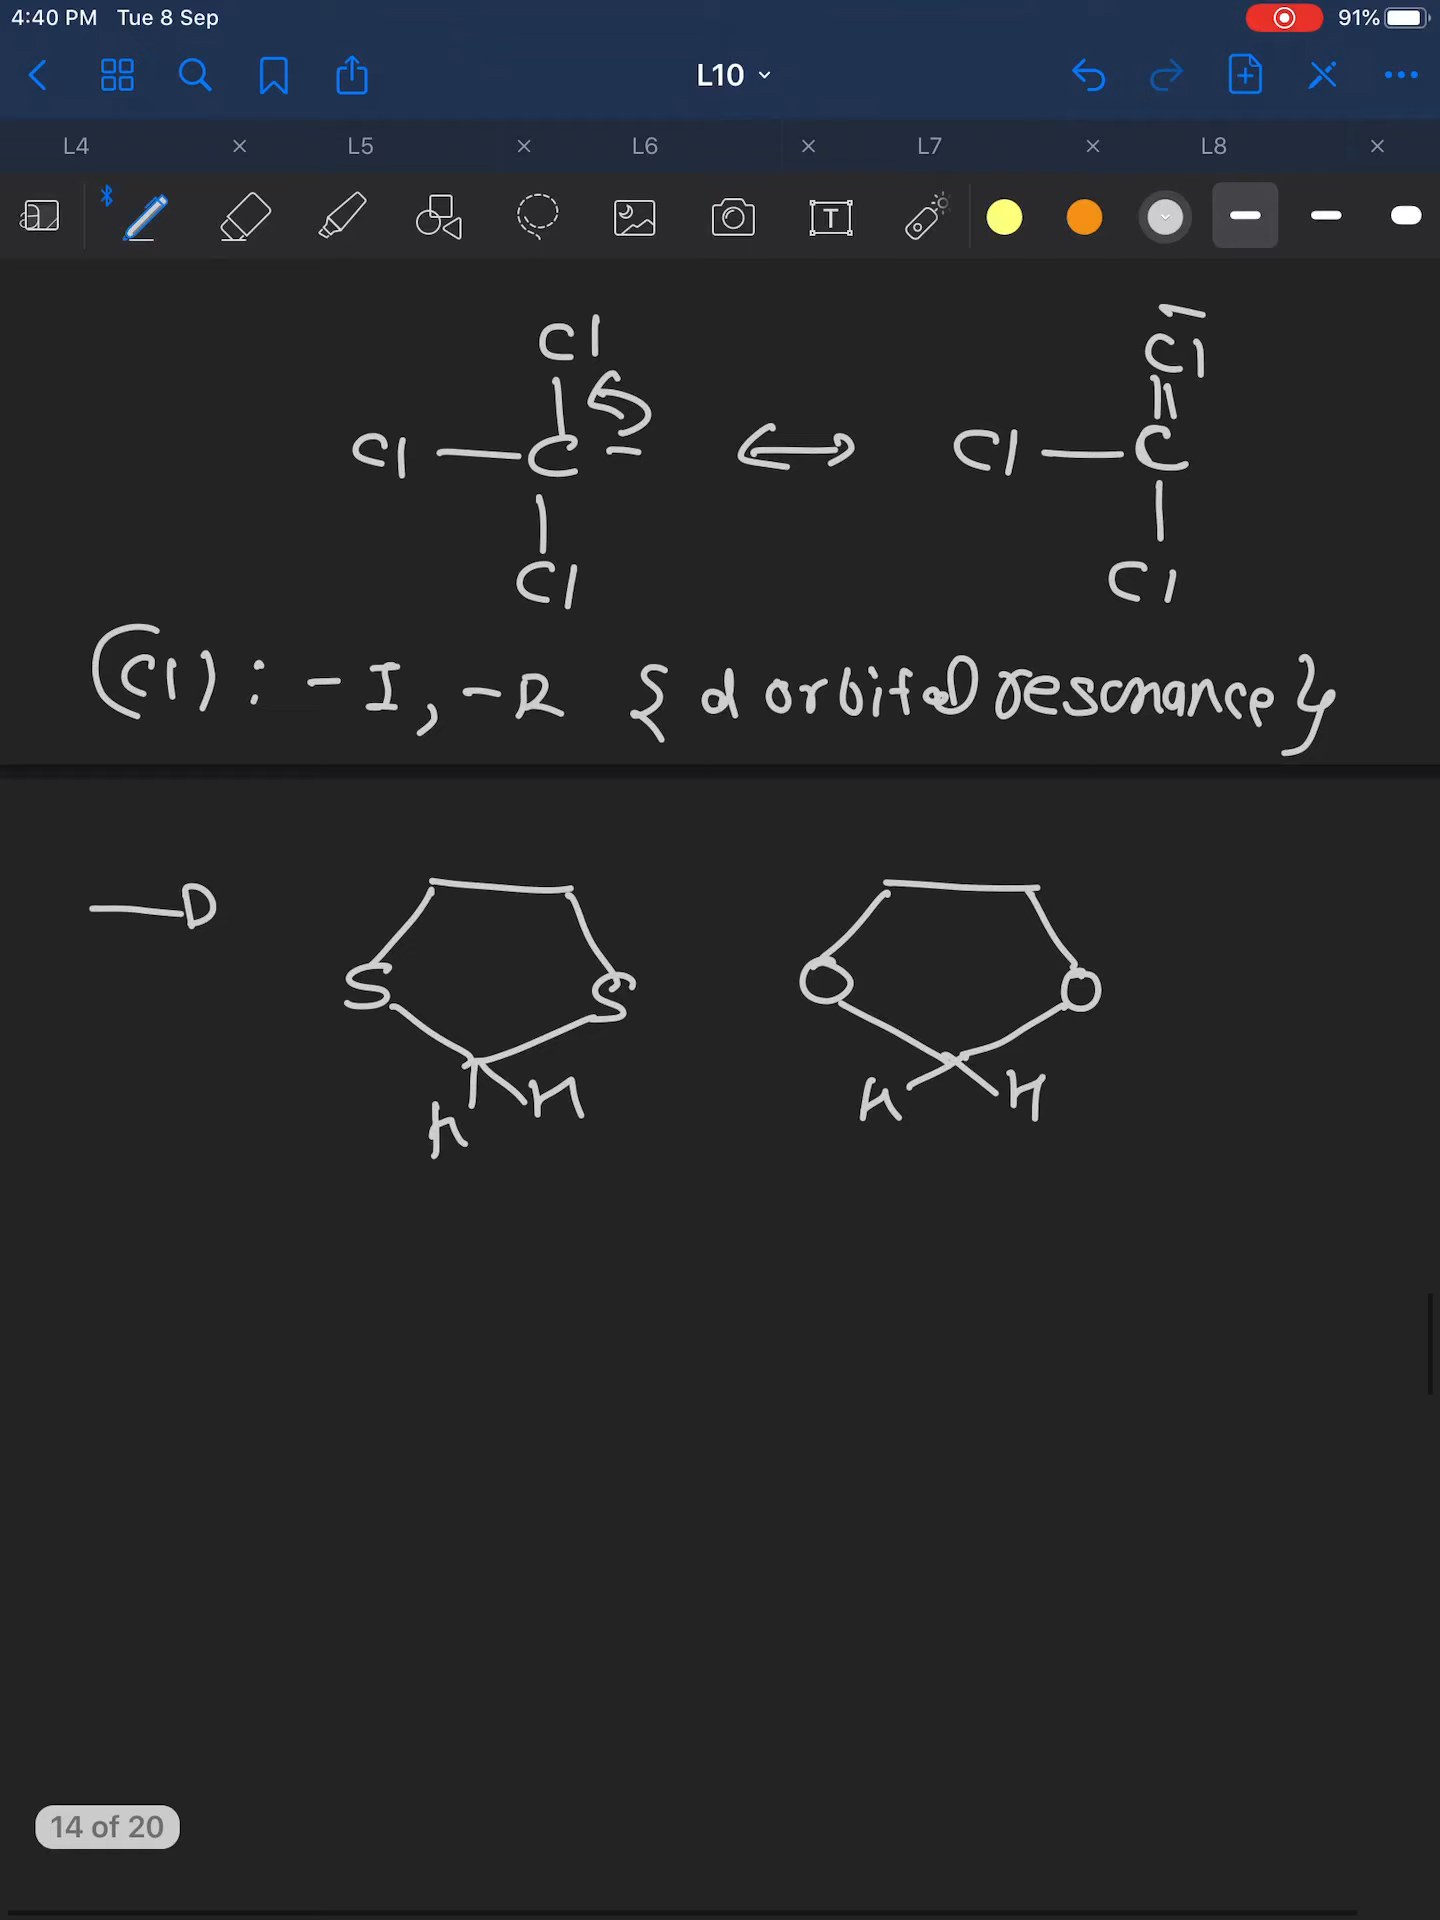 4:40 PM Tue 8 Sep 91%
L10
L4 × L5 × L6 × L7 × L8 ×
a T
Cl Cl
Cl — C – ⟷ Cl — C
Cl Cl
(Cl) : – I, – R { d orbital resonance }
S S O O
H H H H
14 of 20